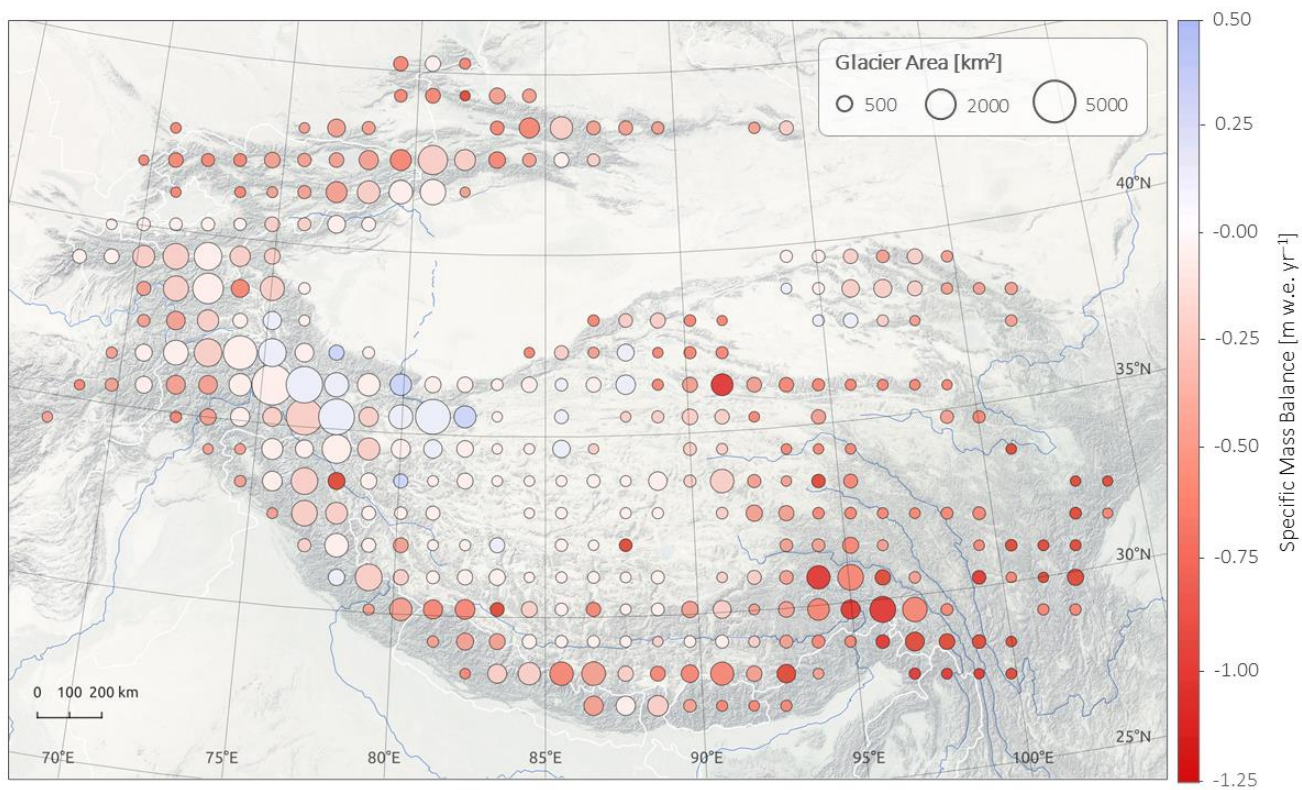 Glacier Area [km²]
500 2000 5000
0.50
0.25
-0.00
-0.25
-0.50
-0.75
-1.00
-1.25
Specific Mass Balance [m w.e. yr⁻¹]
40°N
35°N
30°N
25°N
0 100 200 km
70°E 75°E 80°E 85°E 90°E 95°E 100°E